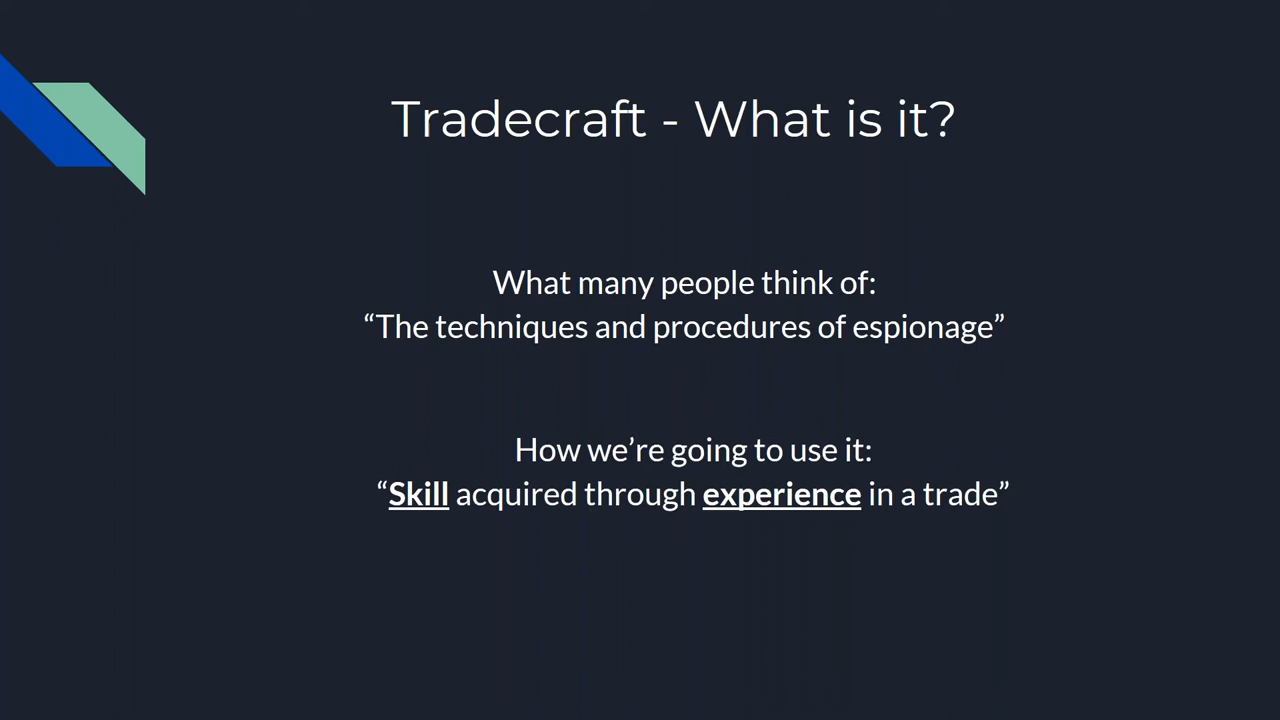 Tradecraft - What is it?
What many people think of:
“The techniques and procedures of espionage”
How we’re going to use it:
“Skill acquired through experience in a trade”